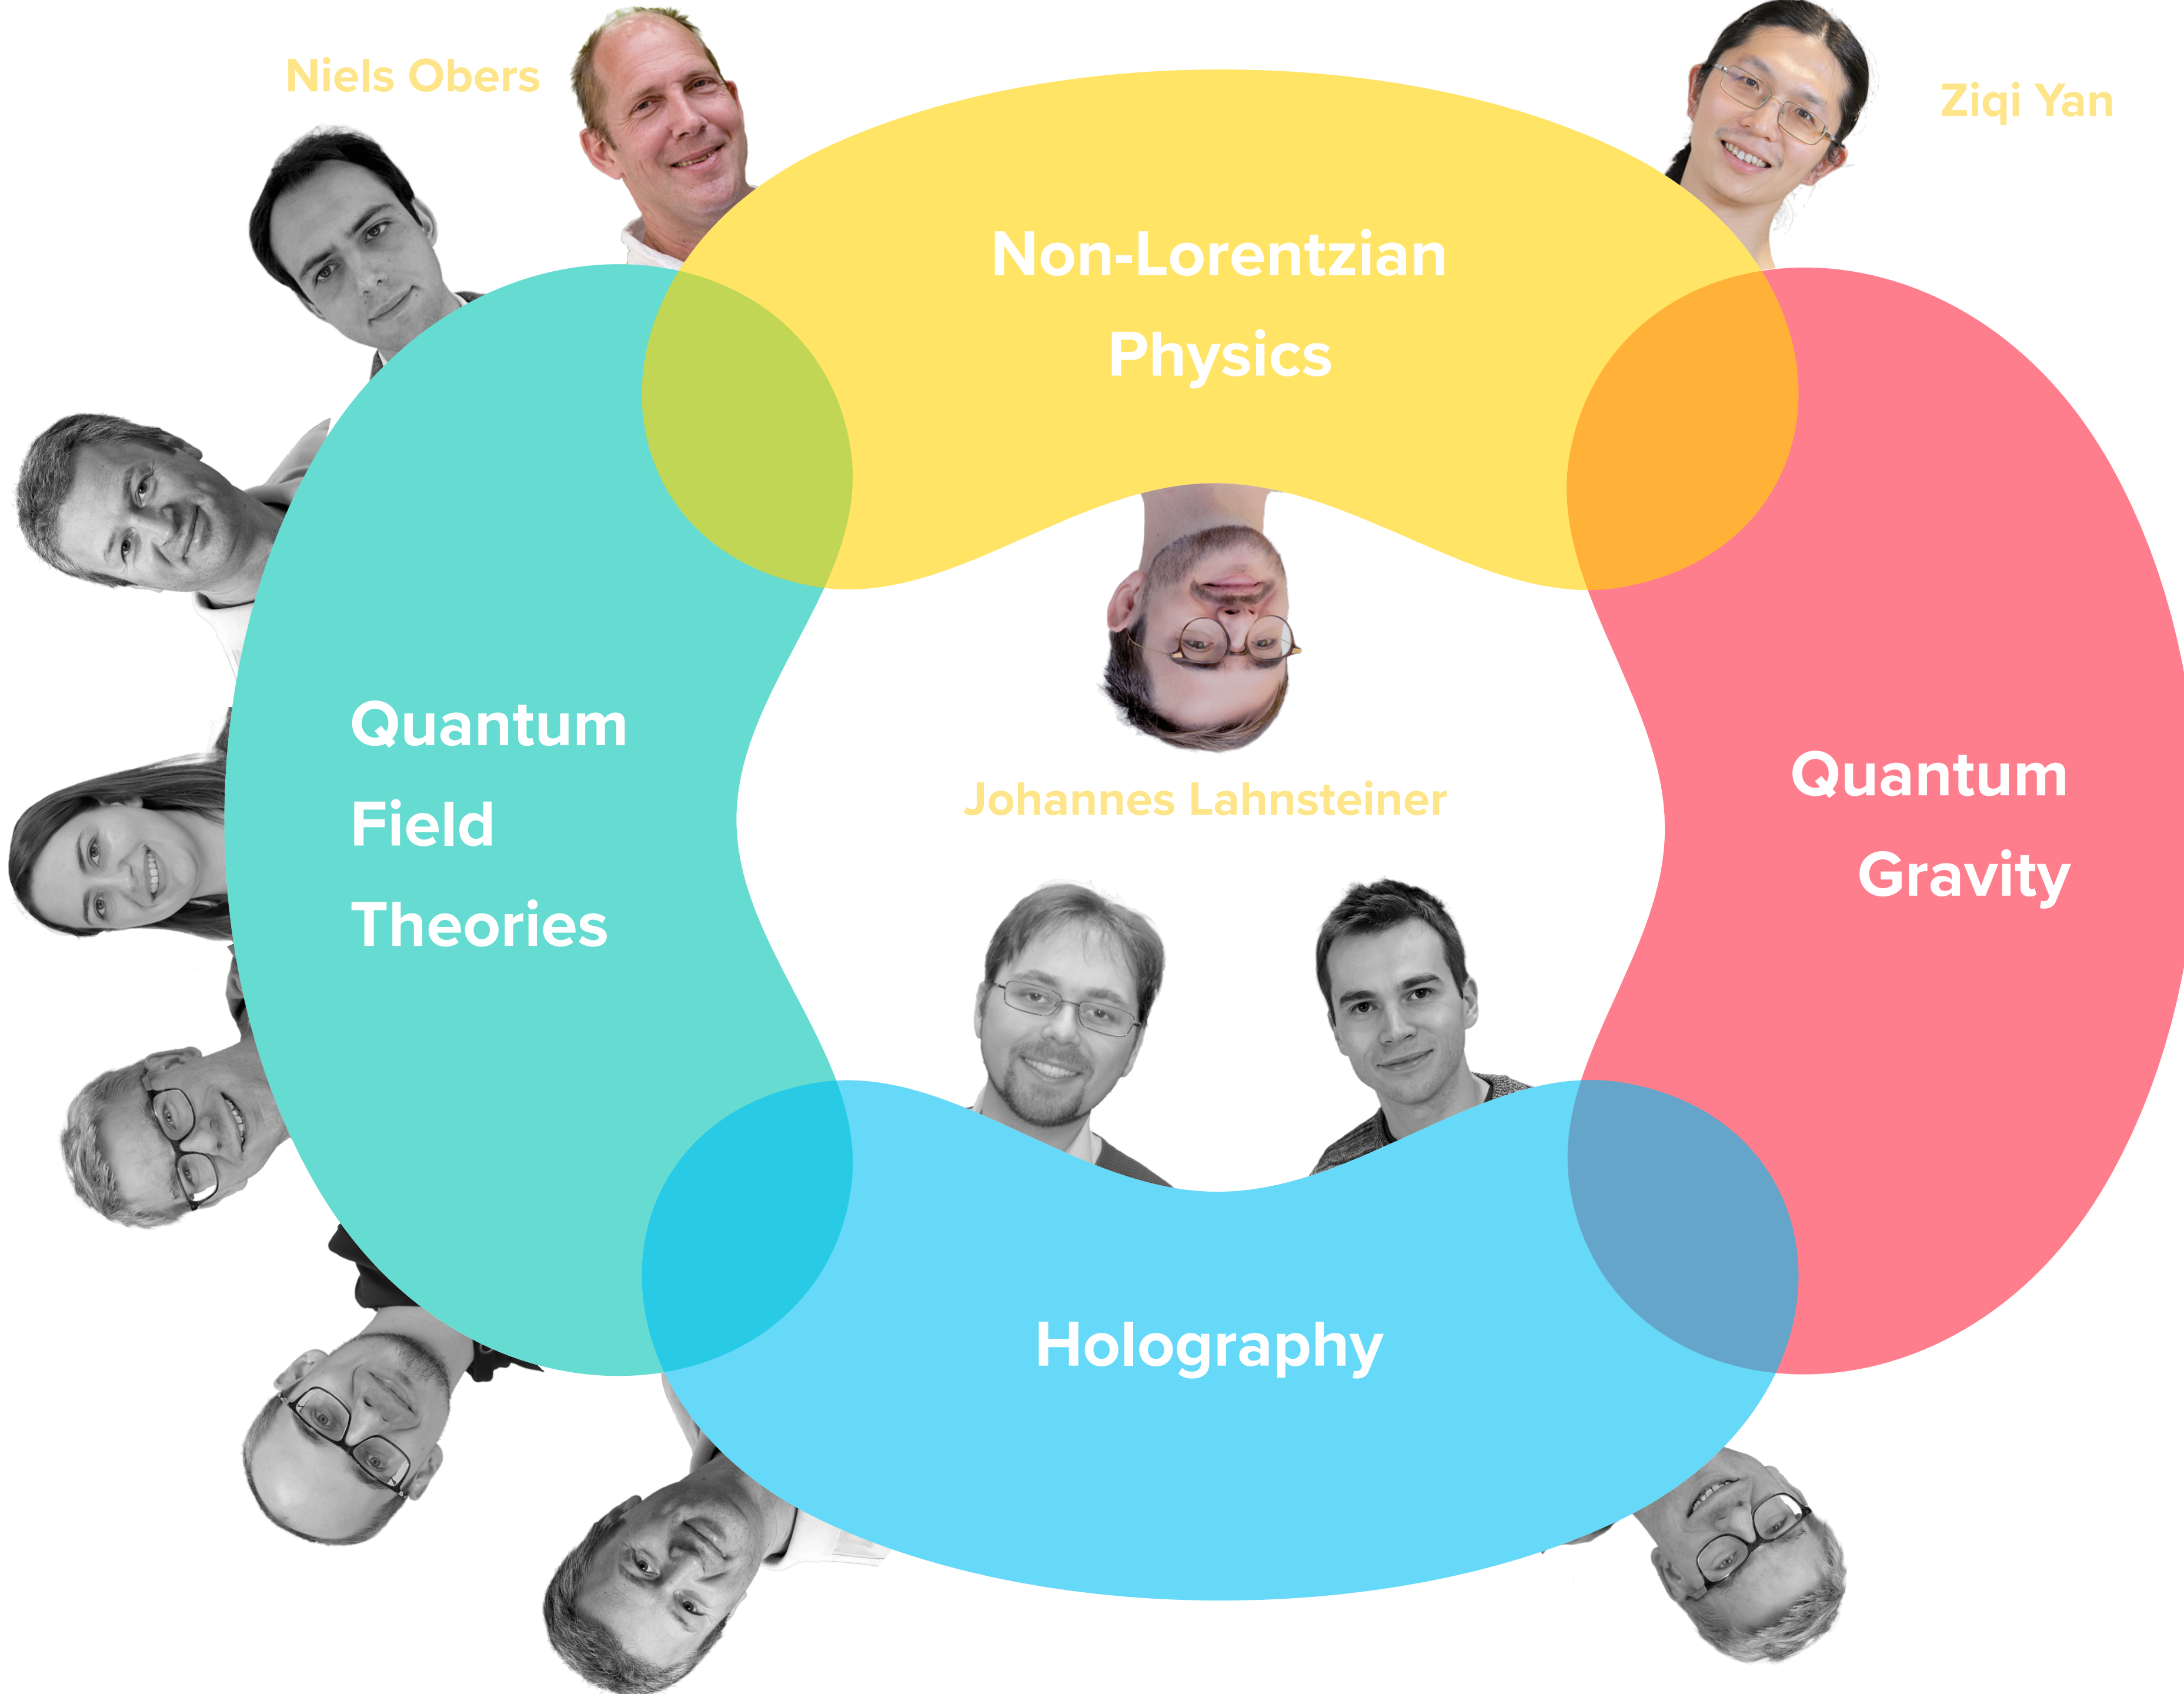 Niels Obers
Ziqi Yan
Non-Lorentzian
Physics
Quantum
Field
Theories
Johannes Lahnsteiner
Quantum
Gravity
Holography